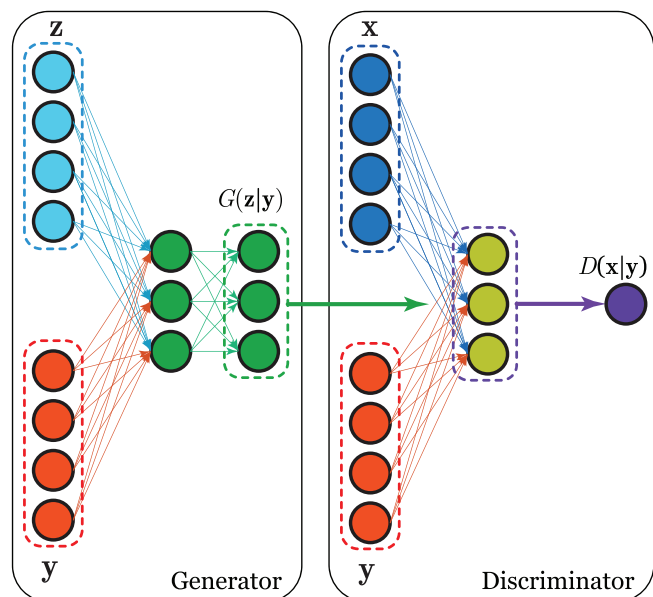 z
G(z|y)
y
Generator
x
D(x|y)
y
Discriminator